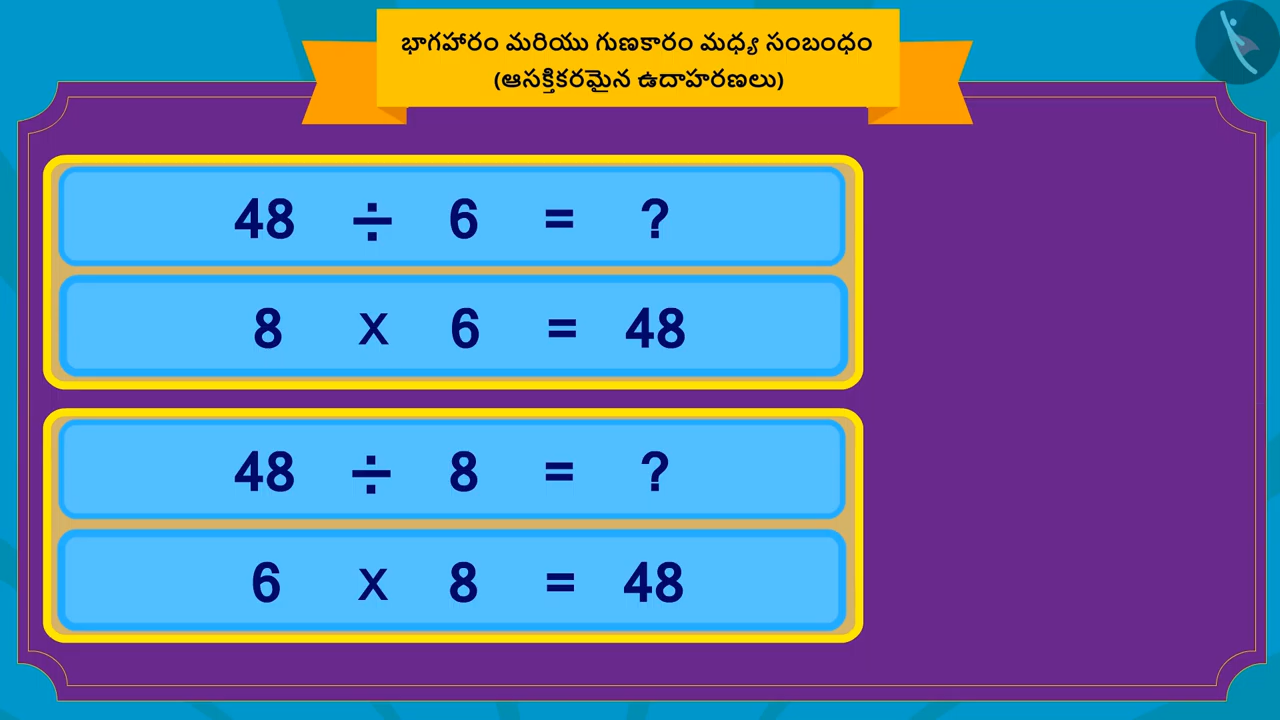 భాగహారం మరియు గుణకారం మధ్య సంబంధం
(ఆసక్తికరమైన ఉదాహరణలు)
48 ÷ 6 = ?
8 x 6 = 48
48 ÷ 8 = ?
6 x 8 = 48